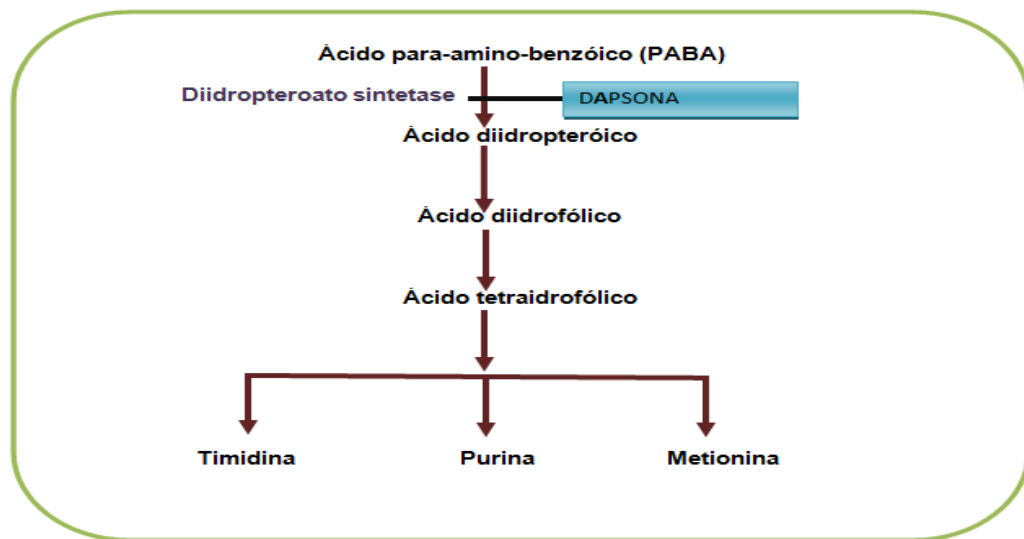 Ácido para-amino-benzóico (PABA)
Diidropteroato sintetase
DAPSONA
Ácido diidropteróico
Ácido diidrofólico
Ácido tetraidrofólico
Timidina
Purina
Metionina